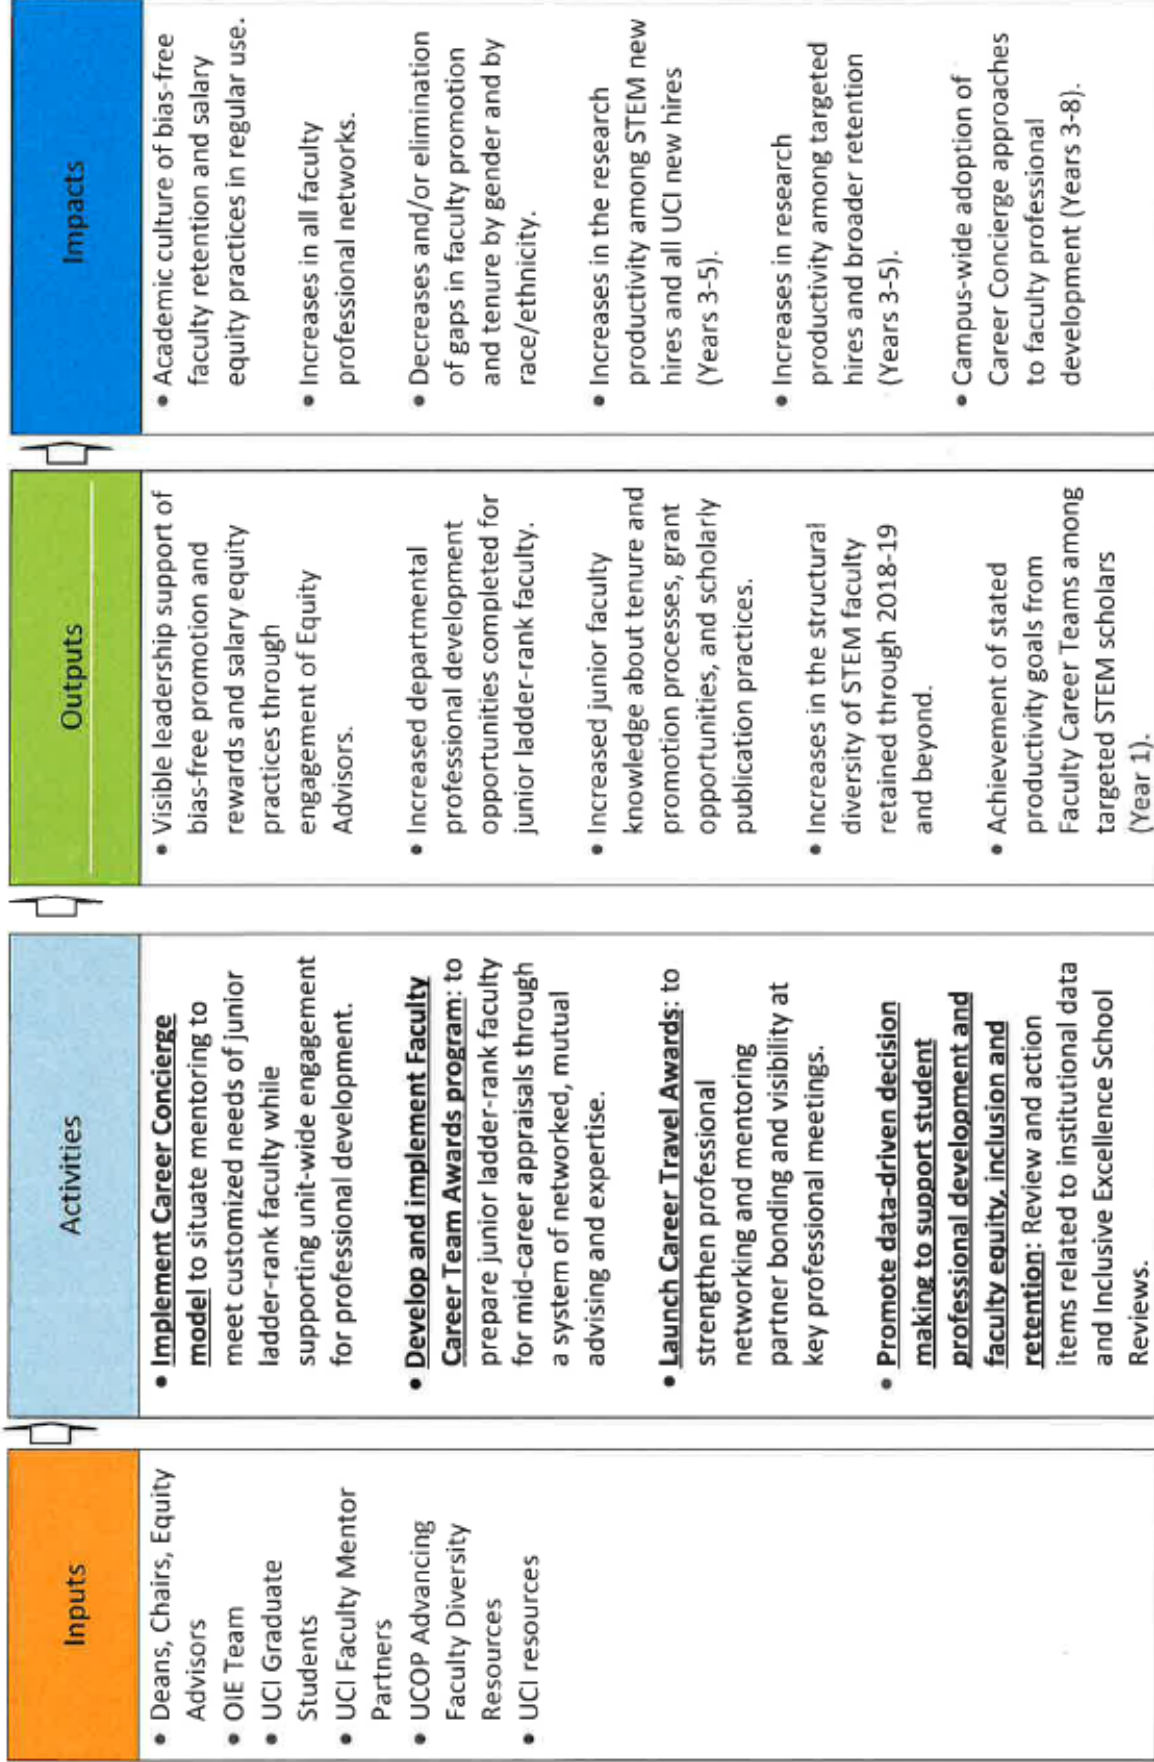 Inputs
• Deans, Chairs, Equity
Advisors
• OIE Team
• UCI Graduate
Students
• UCI Faculty Mentor
Partners
• UCOP Advancing
Faculty Diversity
Resources
• UCI resources
Activities
• Implement Career Concierge
model to situate mentoring to
meet customized needs of junior
ladder-rank faculty while
supporting unit-wide engagement
for professional development.
• Develop and implement Faculty
Career Team Awards program: to
prepare junior ladder-rank faculty
for mid-career appraisals through
a system of networked, mutual
advising and expertise.
• Launch Career Travel Awards: to
strengthen professional
networking and mentoring
partner bonding and visibility at
key professional meetings.
• Promote data-driven decision
making to support student
professional development and
faculty equity, inclusion and
retention: Review and action
items related to institutional data
and Inclusive Excellence School
Reviews.
Outputs
• Visible leadership support of
bias-free promotion and
rewards and salary equity
practices through
engagement of Equity
Advisors.
• Increased departmental
professional development
opportunities completed for
junior ladder-rank faculty.
• Increased junior faculty
knowledge about tenure and
promotion processes, grant
opportunities, and scholarly
publication practices.
• Increases in the structural
diversity of STEM faculty
retained through 2018-19
and beyond.
• Achievement of stated
productivity goals from
Faculty Career Teams among
targeted STEM scholars
(Year 1).
Impacts
• Academic culture of bias-free
faculty retention and salary
equity practices in regular use.
• Increases in all faculty
professional networks.
• Decreases and/or elimination
of gaps in faculty promotion
and tenure by gender and by
race/ethnicity.
• Increases in the research
productivity among STEM new
hires and all UCI new hires
(Years 3-5).
• Increases in research
productivity among targeted
hires and broader retention
(Years 3-5).
• Campus-wide adoption of
Career Concierge approaches
to faculty professional
development (Years 3-8).